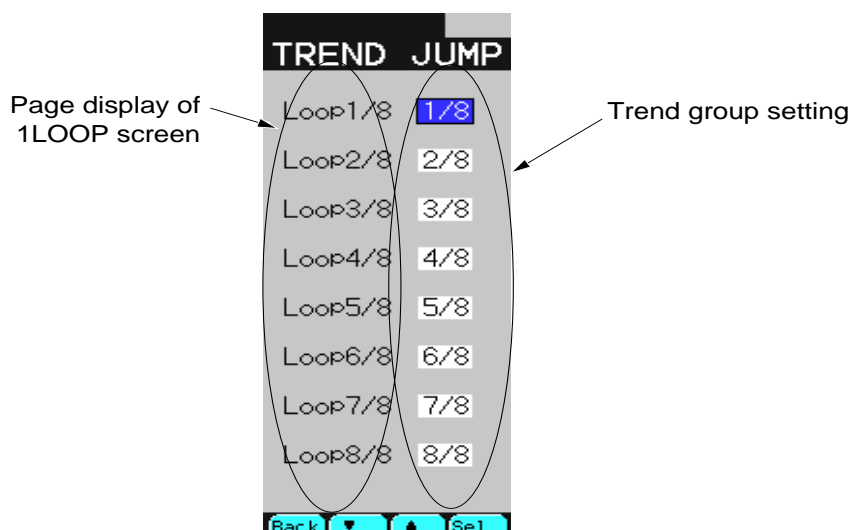 TREND JUMP
Page display of
1LOOP screen
Trend group setting
Loop1/8 1/8
Loop2/8 2/8
Loop3/8 3/8
Loop4/8 4/8
Loop5/8 5/8
Loop6/8 6/8
Loop7/8 7/8
Loop8/8 8/8
Back ▼ ▲ Sel